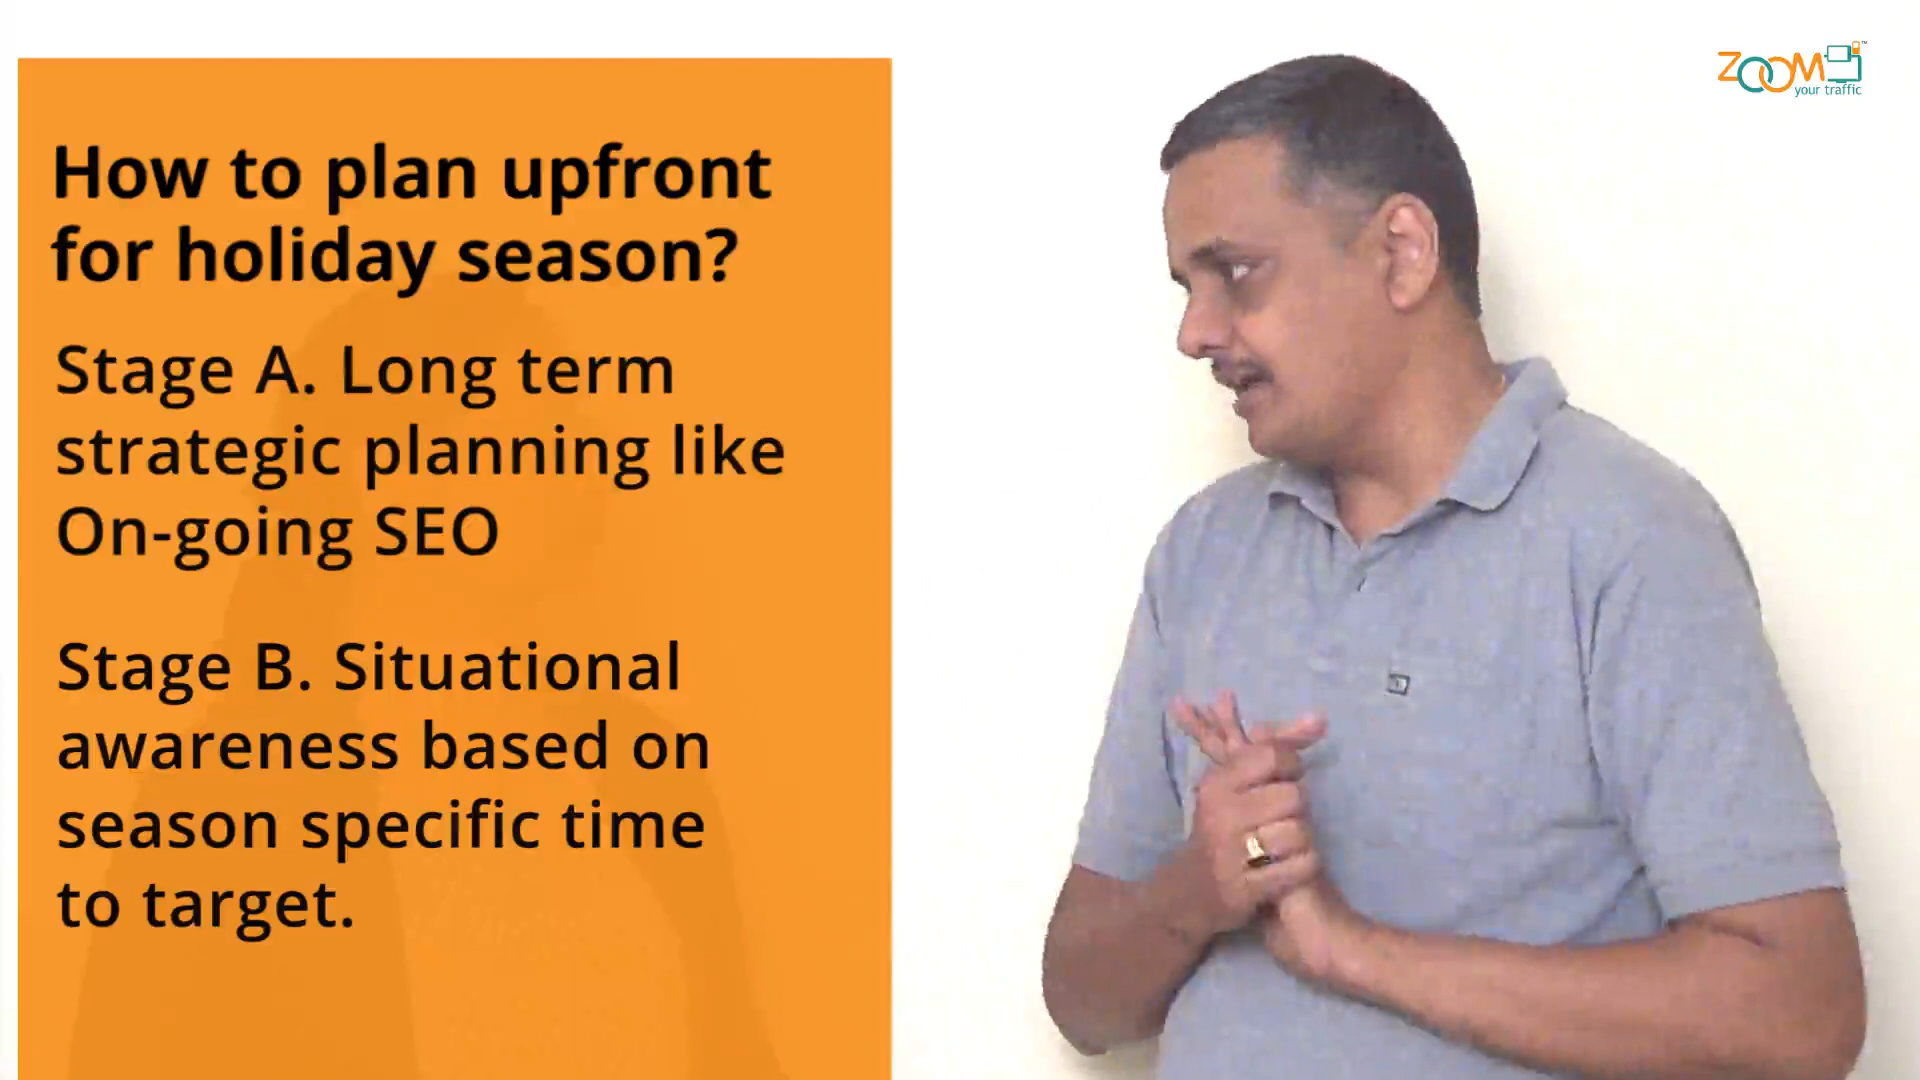 How to plan upfront
for holiday season?
Stage A. Long term
strategic planning like
On-going SEO
Stage B. Situational
awareness based on
season specific time
to target.
ZOOM
your traffic